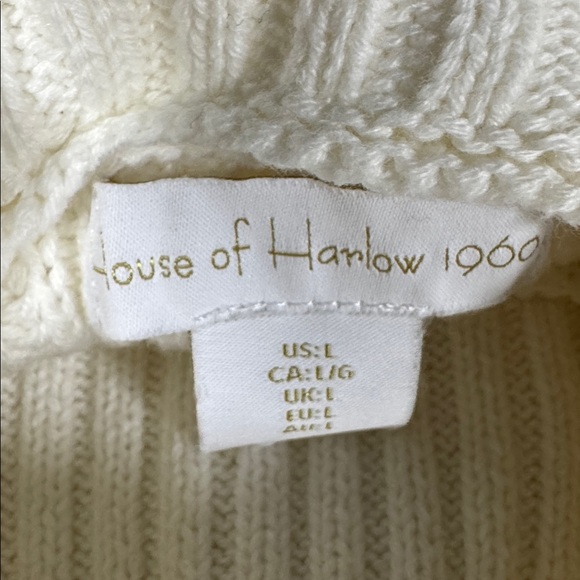 House of Harlow 1960
US:L
CA:L/G
UK:L
EU:L